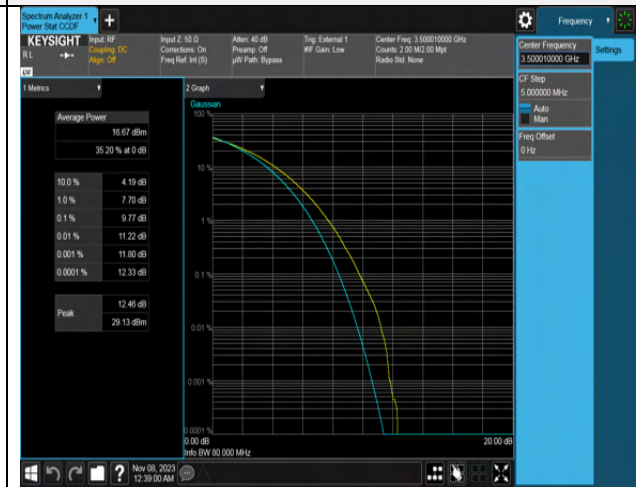 Spectrum Analyzer 1
Power Stat CCDF
Frequency
KEYSIGHT
Input: RF
Coupling: DC
Align: Off
Input Z: 50 Ω
Corrections: On
Freq Ref: Int (S)
Atten: 40 dB
Preamp: Off
µW Path: Bypass
Trig: External 1
#IF Gain: Low
Center Freq: 3.500010000 GHz
Counts: 2.00 M/2.00 Mpt
Radio Std: None
R L
LV
Center Frequency
3.500010000 GHz
Settings
CF Step
5.000000 MHz
Auto
Man
Freq Offset
0 Hz
1 Metrics
Average Power
16.67 dBm
35.20 % at 0 dB
10.0 % 4.19 dB
1.0 % 7.70 dB
0.1 % 9.77 dB
0.01 % 11.22 dB
0.001 % 11.80 dB
0.0001 % 12.33 dB
Peak
12.46 dB
29.13 dBm
2 Graph
Gaussian
100 %
10 %
1 %
0.1 %
0.01 %
0.001 %
0.0001 %
0.00 dB
20.00 dB
Info BW 80.000 MHz
?
Nov 08, 2023
12:39:00 AM